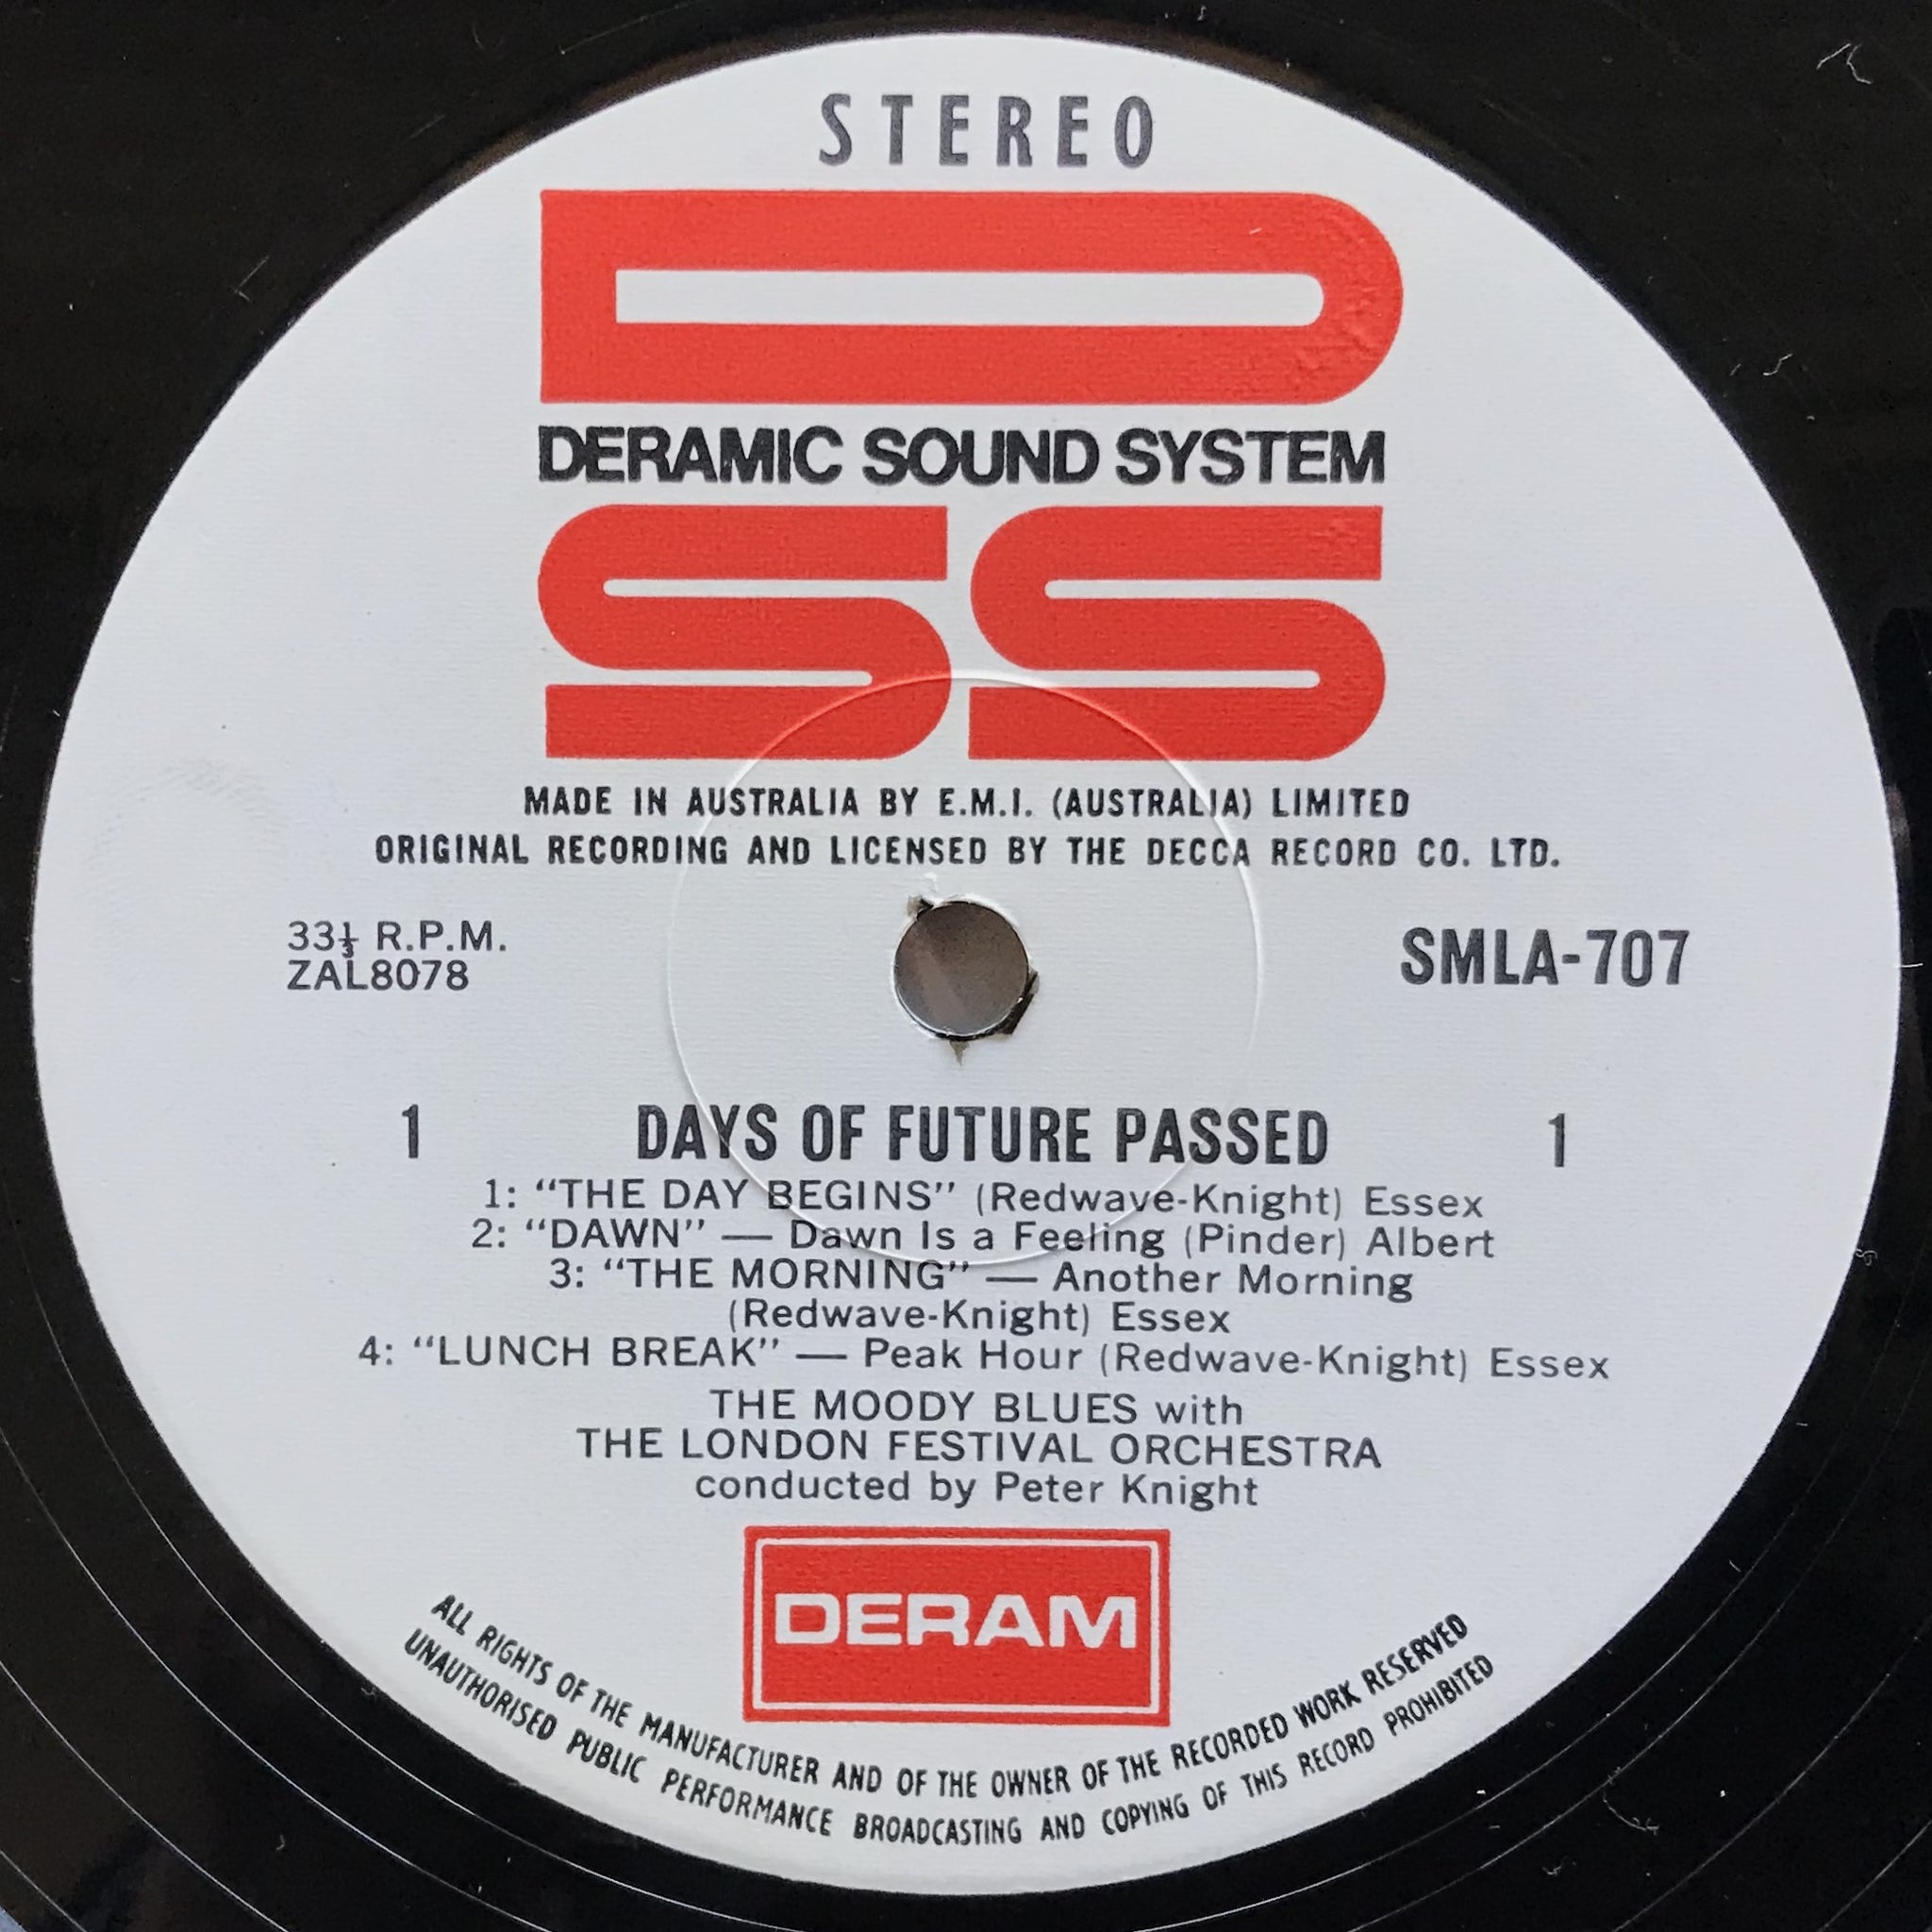 STEREO
D
DERAMIC SOUND SYSTEM
SS
MADE IN AUSTRALIA BY E.M.I. (AUSTRALIA) LIMITED
ORIGINAL RECORDING AND LICENSED BY THE DECCA RECORD CO. LTD.
33⅓ R.P.M.
ZAL8078
SMLA-707
1 DAYS OF FUTURE PASSED 1
1: “THE DAY BEGINS” (Redwave-Knight) Essex
2: “DAWN” — Dawn Is a Feeling (Pinder) Albert
3: “THE MORNING” — Another Morning
(Redwave-Knight) Essex
4: “LUNCH BREAK” — Peak Hour (Redwave-Knight) Essex
THE MOODY BLUES with
THE LONDON FESTIVAL ORCHESTRA
conducted by Peter Knight
DERAM
ALL RIGHTS OF THE MANUFACTURER AND OF THE OWNER OF THE RECORDED WORK RESERVED
UNAUTHORISED PUBLIC PERFORMANCE BROADCASTING AND COPYING OF THIS RECORD PROHIBITED